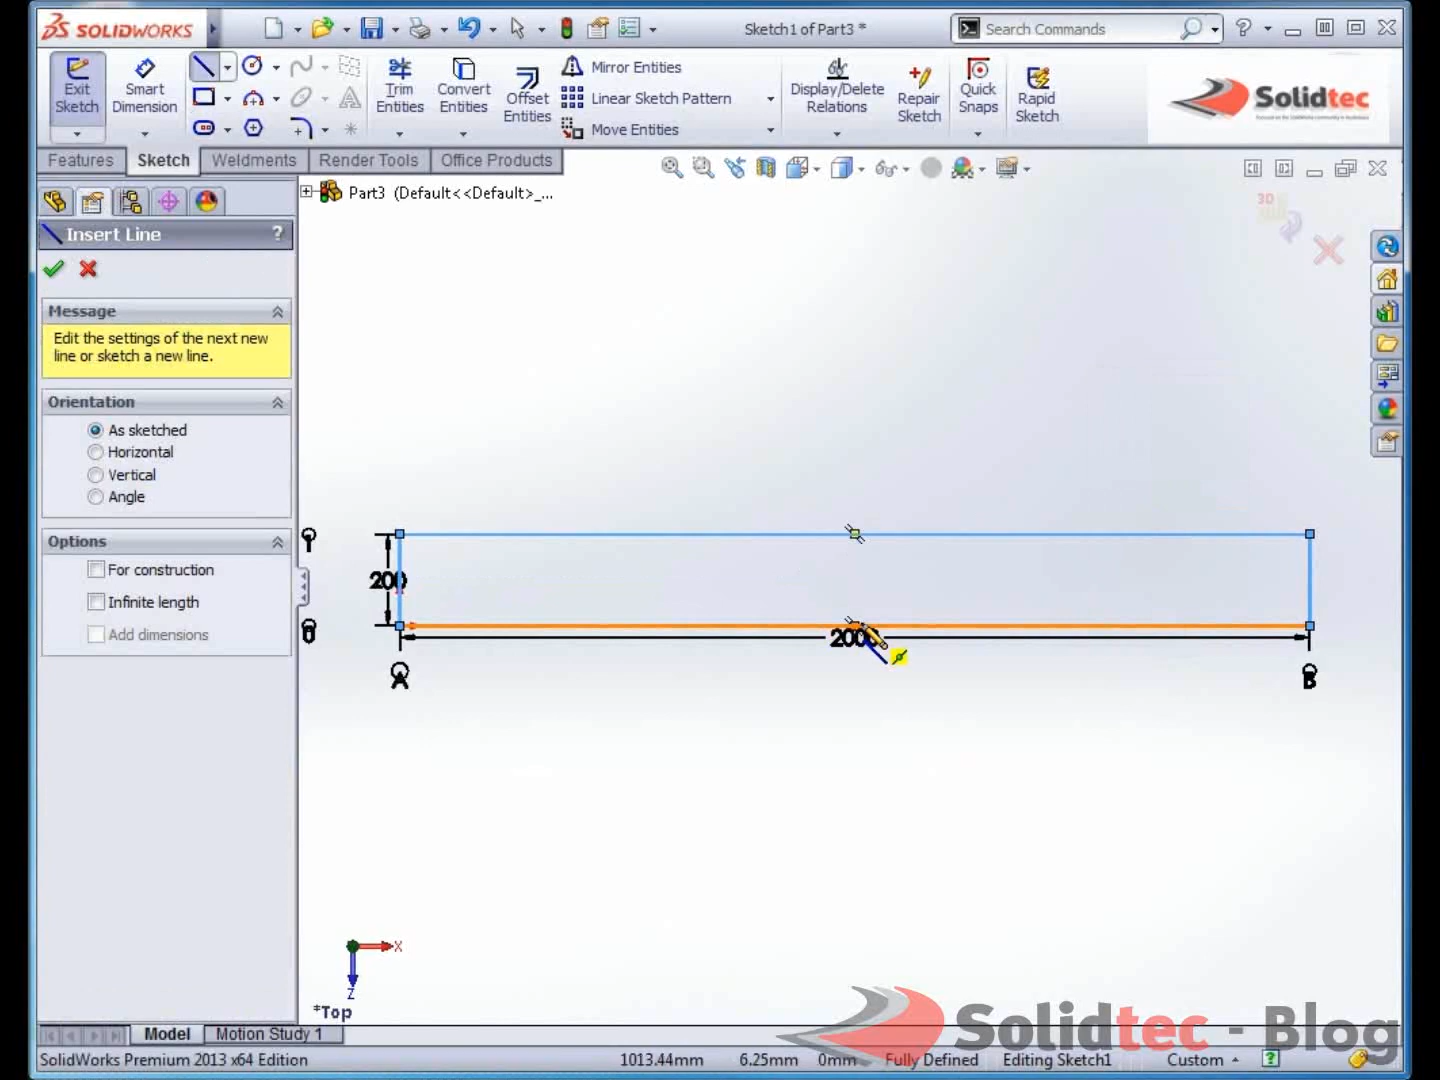 SOLIDWORKS
Sketch1 of Part3 *
Search Commands
?
Exit Sketch
Smart Dimension
Trim Entities
Convert Entities
Offset Entities
Mirror Entities
Linear Sketch Pattern
Move Entities
Display/Delete Relations
Repair Sketch
Quick Snaps
Rapid Sketch
Solidtec
Features
Sketch
Weldments
Render Tools
Office Products
Part3 (Default<<Default>_...
3D
Insert Line
?
Message
Edit the settings of the next new
line or sketch a new line.
Orientation
As sketched
Horizontal
Vertical
Angle
Options
For construction
Infinite length
Add dimensions
1
200
0
2000
A
B
X
Z
*Top
Solidtec - Blog
Model
Motion Study 1
SolidWorks Premium 2013 x64 Edition
1013.44mm
6.25mm
0mm
Fully Defined
Editing Sketch1
Custom
?